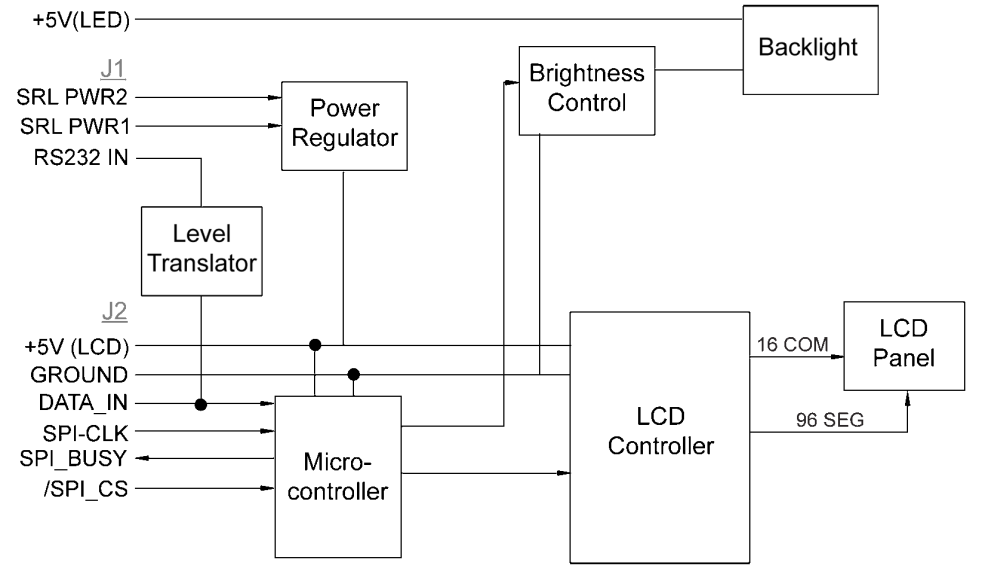 +5V(LED)
Backlight
J1
Brightness
Control
SRL PWR2
SRL PWR1
RS232 IN
Power
Regulator
Level
Translator
J2
+5V (LCD)
GROUND
DATA_IN
SPI-CLK
SPI_BUSY
/SPI_CS
Micro-
controller
LCD
Controller
16 COM
96 SEG
LCD
Panel